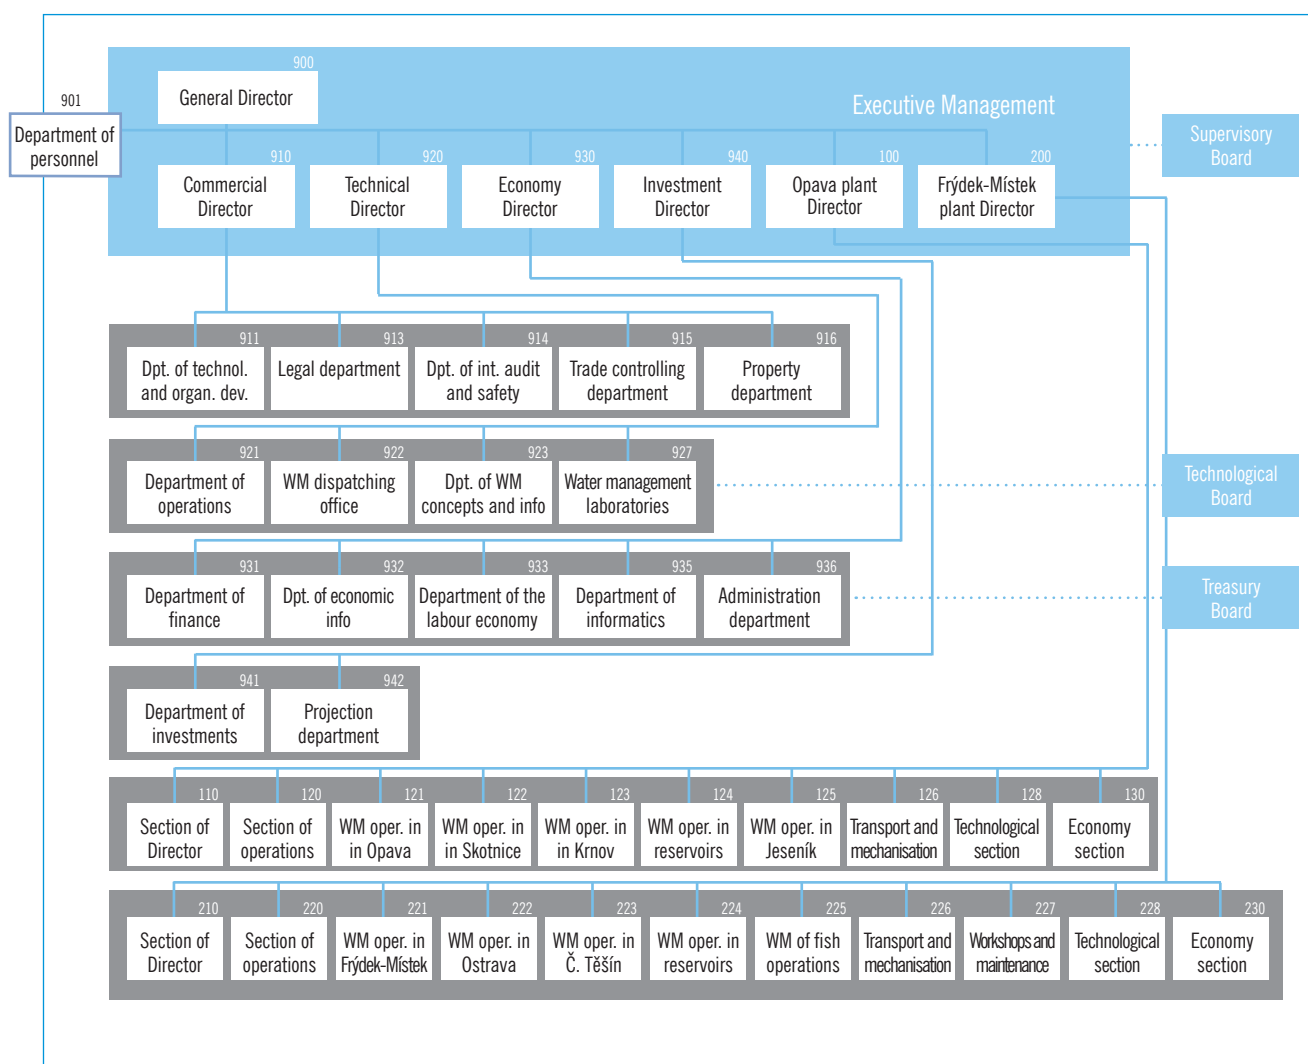 900
General Director
Executive Management
901
Department of
personnel
Supervisory
Board
910
Commercial
Director
920
Technical
Director
930
Economy
Director
940
Investment
Director
100
Opava plant
Director
200
Frýdek-Místek
plant Director
911
Dpt. of technol.
and organ. dev.
913
Legal department
914
Dpt. of int. audit
and safety
915
Trade controlling
department
916
Property
department
921
Department of
operations
922
WM dispatching
office
923
Dpt. of WM
concepts and info
927
Water management
laboratories
Technological
Board
931
Department of
finance
932
Dpt. of economic
info
933
Department of the
labour economy
935
Department of
informatics
936
Administration
department
Treasury
Board
941
Department of
investments
942
Projection
department
110
Section of
Director
120
Section of
operations
121
WM oper. in
in Opava
122
WM oper. in
in Skotnice
123
WM oper. in
in Krnov
124
WM oper. in
reservoirs
125
WM oper. in
Jeseník
126
Transport and
mechanisation
128
Technological
section
130
Economy
section
210
Section of
Director
220
Section of
operations
221
WM oper. in
Frýdek-Místek
222
WM oper. in
Ostrava
223
WM oper. in
Č. Těšín
224
WM oper. in
reservoirs
225
WM of fish
operations
226
Transport and
mechanisation
227
Workshops and
maintenance
228
Technological
section
230
Economy
section